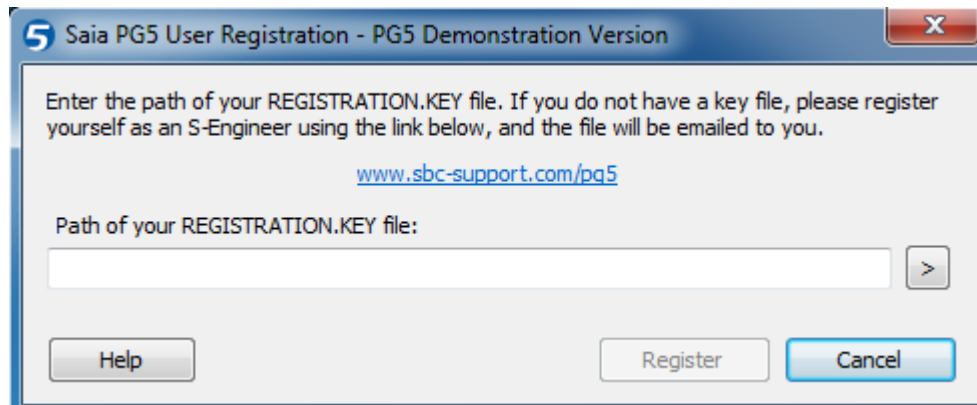 Saia PG5 User Registration - PG5 Demonstration Version
Enter the path of your REGISTRATION.KEY file. If you do not have a key file, please register
yourself as an S-Engineer using the link below, and the file will be emailed to you.
www.sbc-support.com/pg5
Path of your REGISTRATION.KEY file:
>
Help Register Cancel